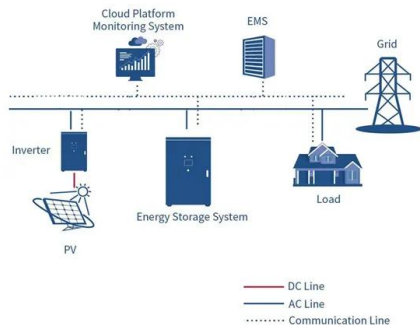 Cloud Platform
Monitoring System
EMS
Grid
Inverter
Energy Storage System
Load
PV
DC Line
AC Line
Communication Line